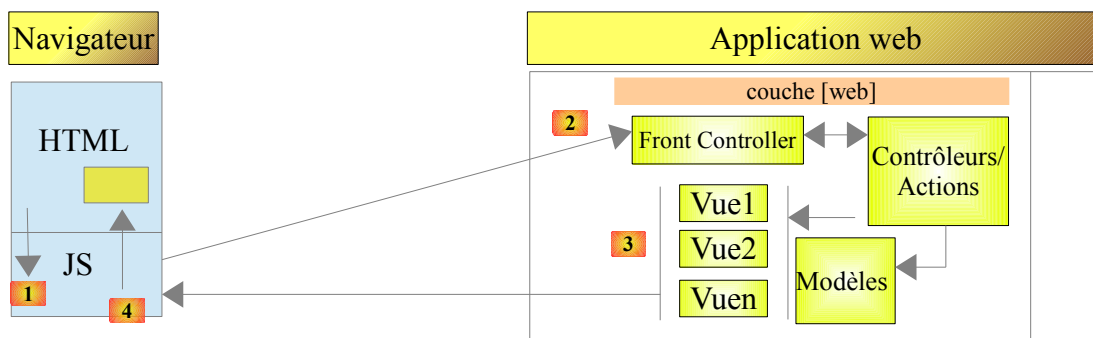 Navigateur
Application web
couche [web]
2
Front Controller
Contrôleurs/
Actions
HTML
Vue1
3
Vue2
JS
Modèles
1
4
Vuen